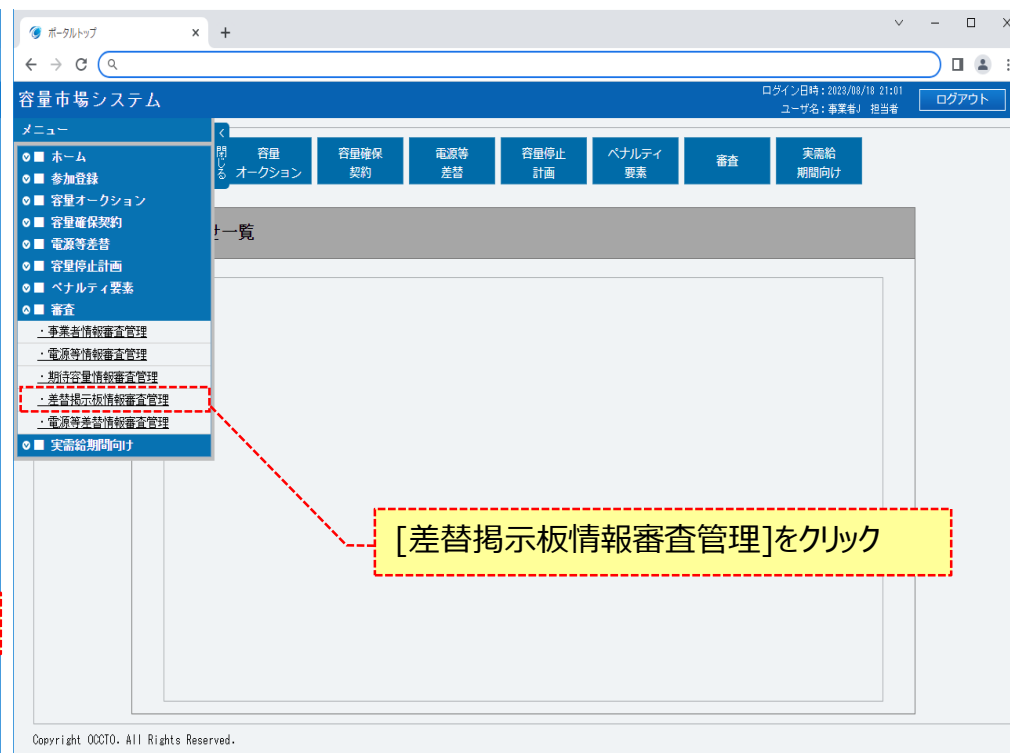 ポータルトップ
容量市場システム
ログイン日時:2023/08/18 21:01
ユーザ名:事業者J 担当者
ログアウト
メニュー
閉じる
ホーム
参加登録
容量オークション
容量確保契約
電源等差替
容量停止計画
ペナルティ要素
審査
・事業者情報審査管理
・電源等情報審査管理
・期待容量情報審査管理
・差替掲示板情報審査管理
・電源等差替情報審査管理
実需給期間向け
容量
オークション
容量確保
契約
電源等
差替
容量停止
計画
ペナルティ
要素
審査
実需給
期間向け
せ一覧
[差替掲示板情報審査管理]をクリック
Copyright OCCTO. All Rights Reserved.